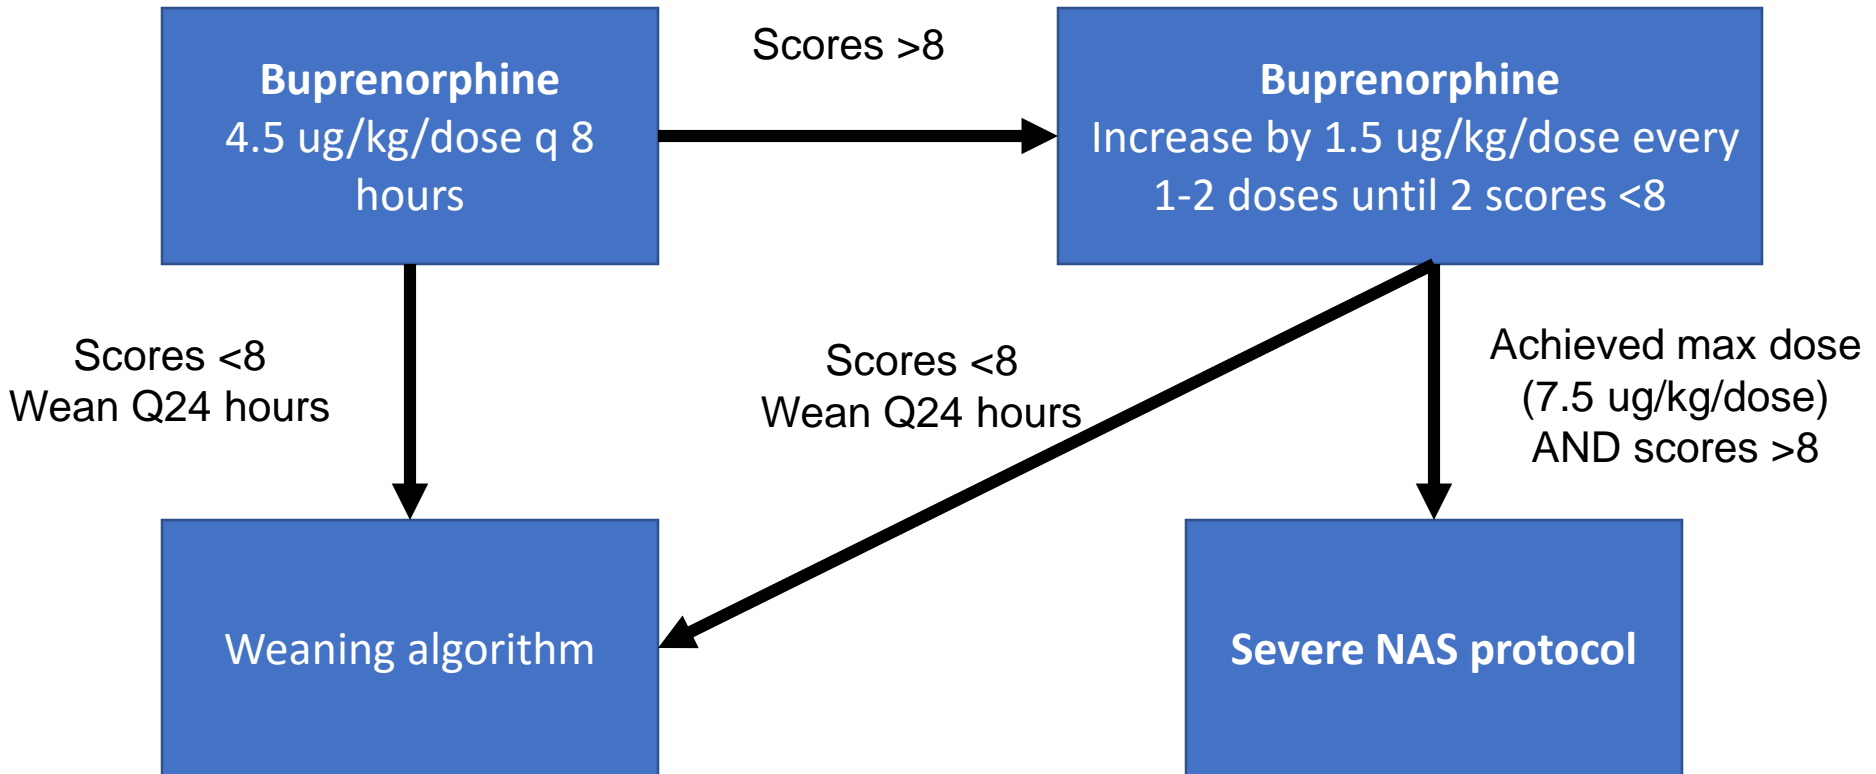 Buprenorphine
4.5 ug/kg/dose q 8
hours
Scores >8
Buprenorphine
Increase by 1.5 ug/kg/dose every
1-2 doses until 2 scores <8
Scores <8
Wean Q24 hours
Scores <8
Wean Q24 hours
Achieved max dose
(7.5 ug/kg/dose)
AND scores >8
Weaning algorithm
Severe NAS protocol